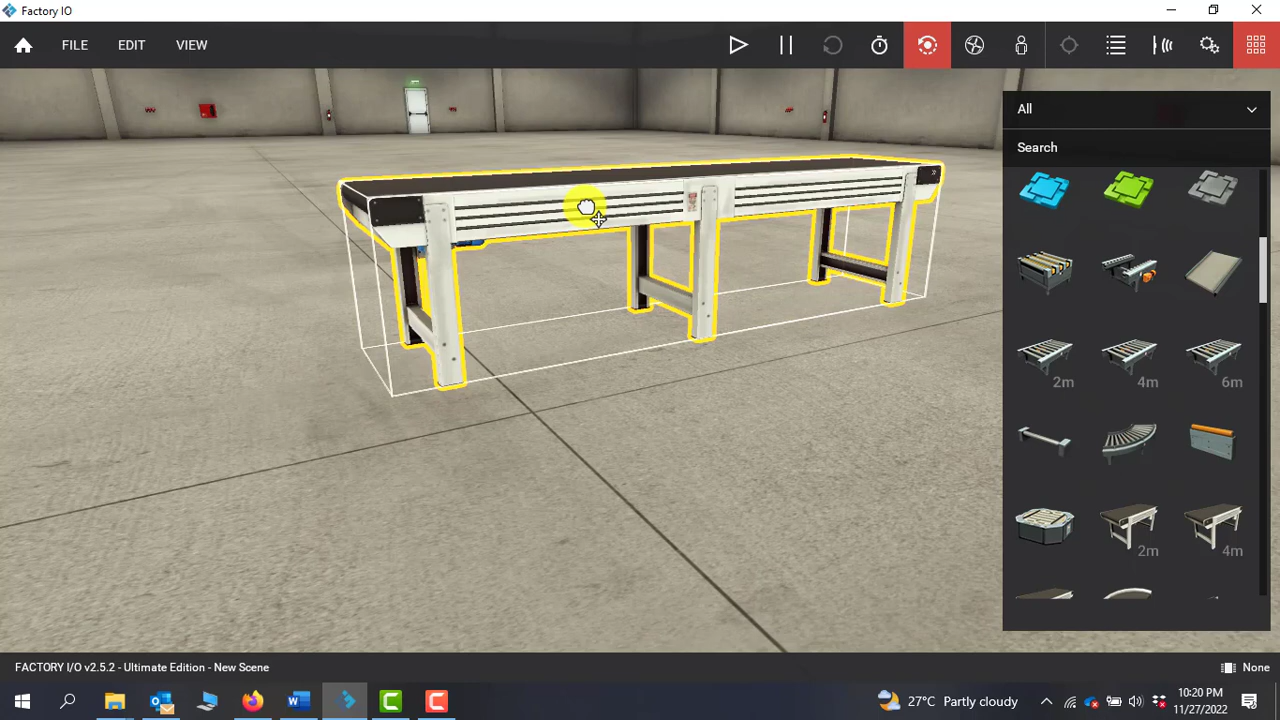 Factory IO
FILE EDIT VIEW
All
Search
2m 4m 6m
2m 4m
FACTORY I/O v2.5.2 - Ultimate Edition - New Scene
None
27°C Partly cloudy
10:20 PM
11/27/2022